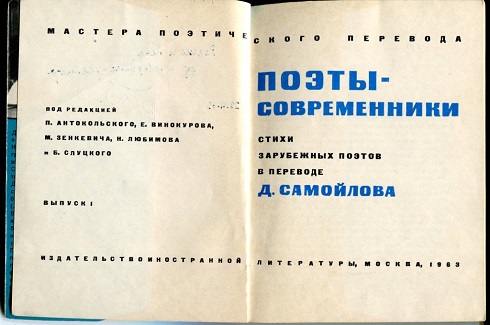 МАСТЕРА ПОЭТИЧЕСКОГО ПЕРЕВОДА
ПОД РЕДАКЦИЕЙ
П. АНТОКОЛЬСКОГО, Е. ВИНОКУРОВА,
М. ЗЕНКЕВИЧА, Н. ЛЮБИМОВА
и Б. СЛУЦКОГО
ВЫПУСК I
ПОЭТЫ-
СОВРЕМЕННИКИ
СТИХИ
ЗАРУБЕЖНЫХ ПОЭТОВ
В ПЕРЕВОДЕ
Д. САМОЙЛОВА
ИЗДАТЕЛЬСТВО ИНОСТРАННОЙ ЛИТЕРАТУРЫ, МОСКВА, 1963